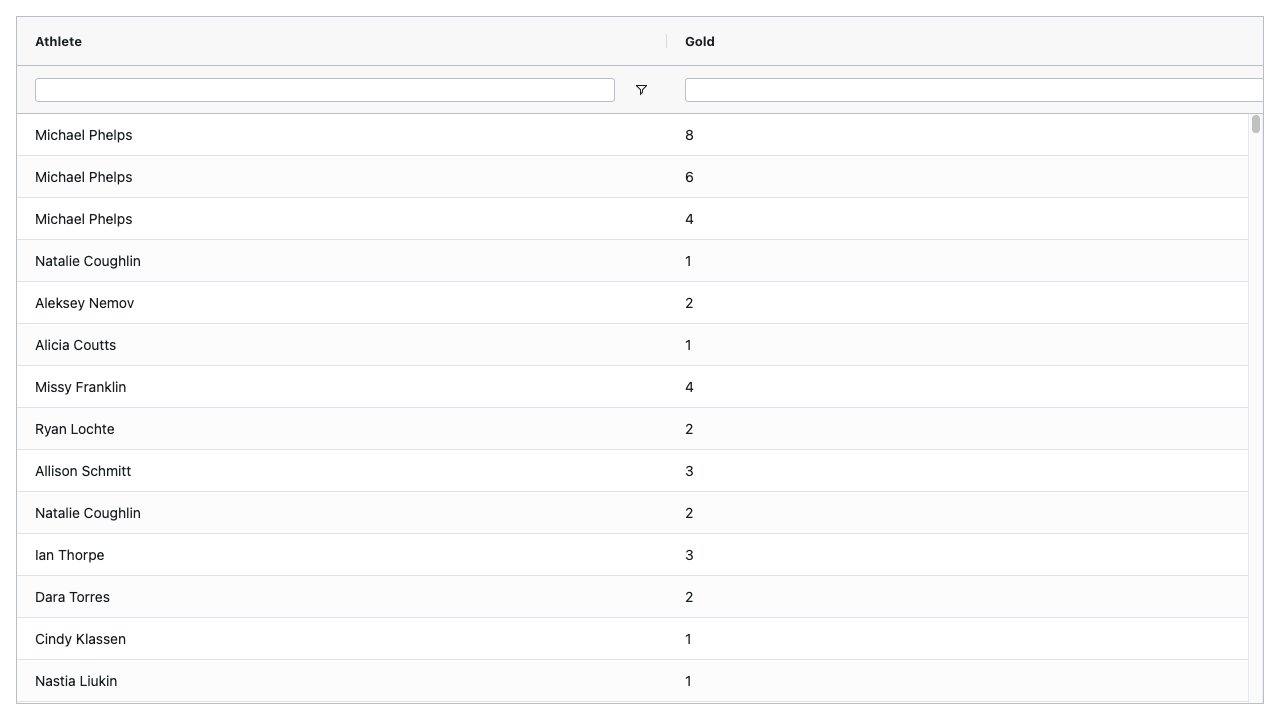 Athlete Gold
Michael Phelps 8
Michael Phelps 6
Michael Phelps 4
Natalie Coughlin 1
Aleksey Nemov 2
Alicia Coutts 1
Missy Franklin 4
Ryan Lochte 2
Allison Schmitt 3
Natalie Coughlin 2
Ian Thorpe 3
Dara Torres 2
Cindy Klassen 1
Nastia Liukin 1